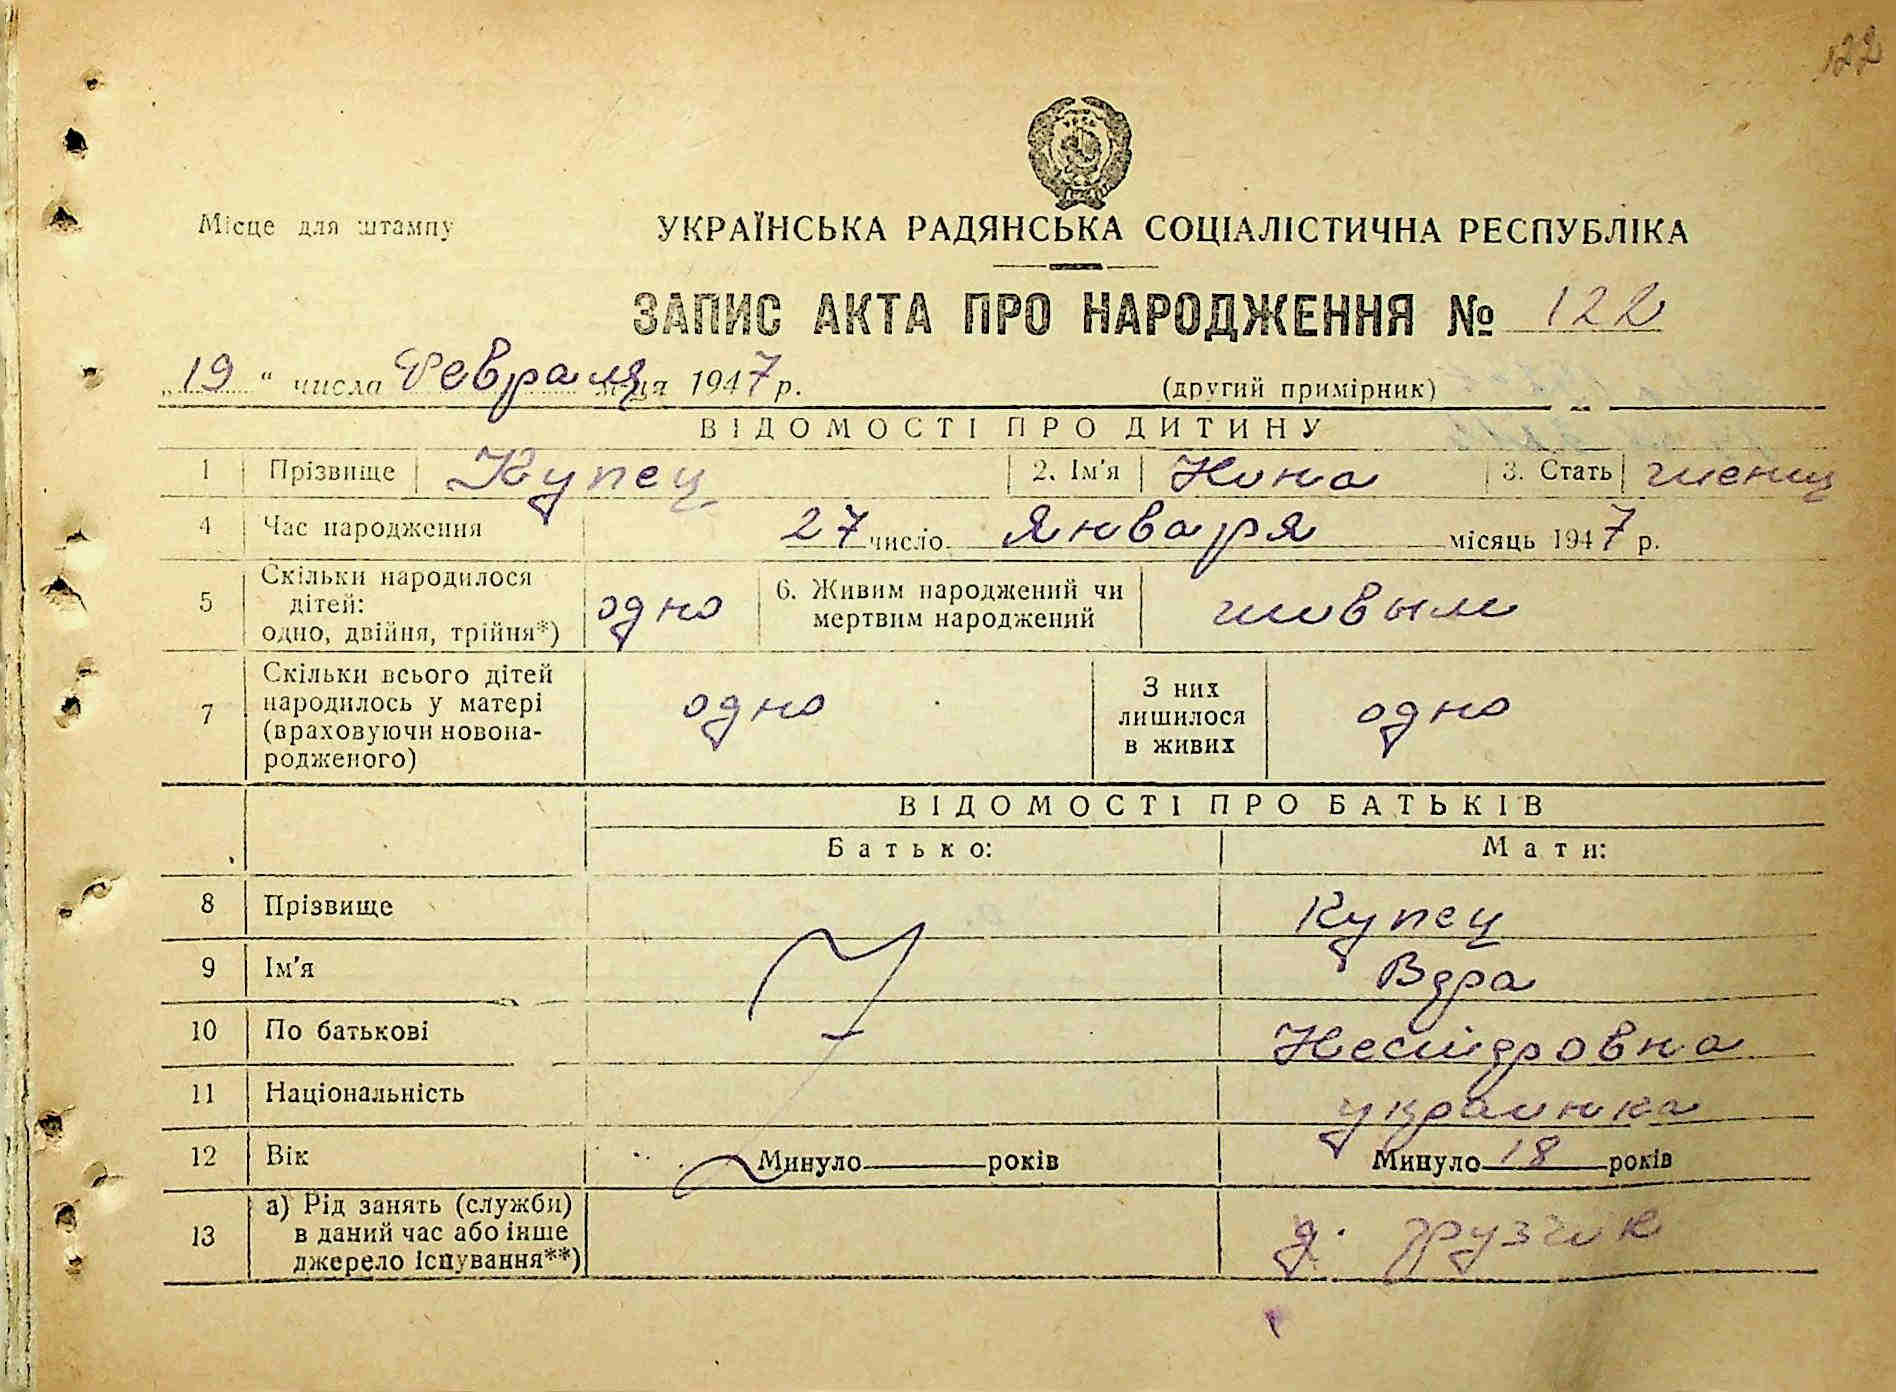 122
Місце для штампу
УКРАЇНСЬКА РАДЯНСЬКА СОЦІАЛІСТИЧНА РЕСПУБЛІКА
ЗАПИС АКТА ПРО НАРОДЖЕННЯ № 122
„19“ числа Февраля м-ця 1947 р. (другий примірник)
ВІДОМОСТІ ПРО ДИТИНУ
1 Прізвище Купец 2. Ім'я Нина 3. Стать женщ
4 Час народження 27 число Января місяць 1947 р.
5 Скільки народилося дітей: одно, двійня, трійня*) одно 6. Живим народжений чи мертвим народжений живым
7 Скільки всього дітей народилось у матері (враховуючи новона-родженого) одно З них лишилося в живих одно
ВІДОМОСТІ ПРО БАТЬКІВ
Батько: Мати:
8 Прізвище Купец
9 Ім'я Вера
10 По батькові
11 Національність украинка
12 Вік Минуло років Минуло 18 років
13 а) Рід занять (служби) в даний час або інше джерело існування**) грузчик